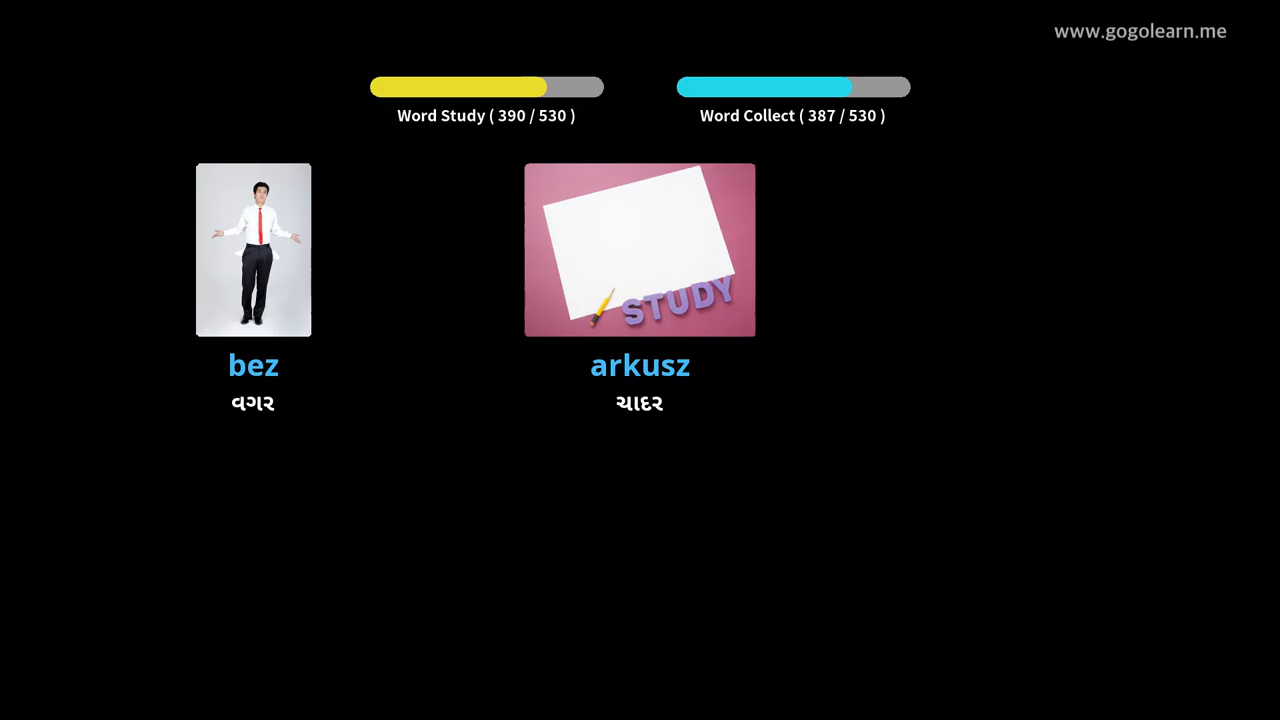 www.gogolearn.me
Word Study ( 390 / 530 )
Word Collect ( 387 / 530 )
STUDY
bez
arkusz
વગર
ચાદર